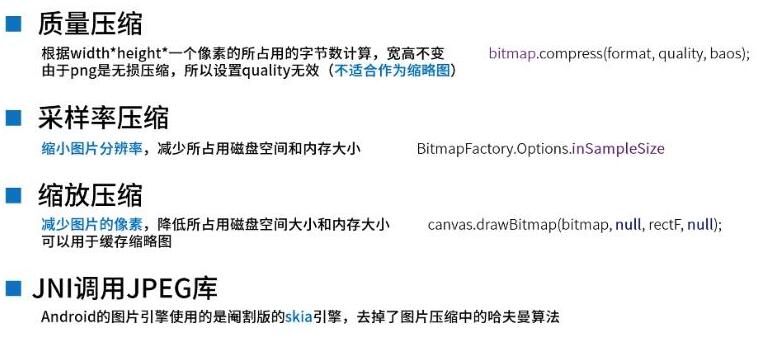 质量压缩
根据width*height*一个像素的所占用的字节数计算，宽高不变 bitmap.compress(format, quality, baos);
由于png是无损压缩，所以设置quality无效（不适合作为缩略图）
采样率压缩
缩小图片分辨率，减少所占用磁盘空间和内存大小 BitmapFactory.Options.inSampleSize
缩放压缩
减少图片的像素，降低所占用磁盘空间大小和内存大小 canvas.drawBitmap(bitmap, null, rectF, null);
可以用于缓存缩略图
JNI调用JPEG库
Android的图片引擎使用的是阉割版的skia引擎，去掉了图片压缩中的哈夫曼算法